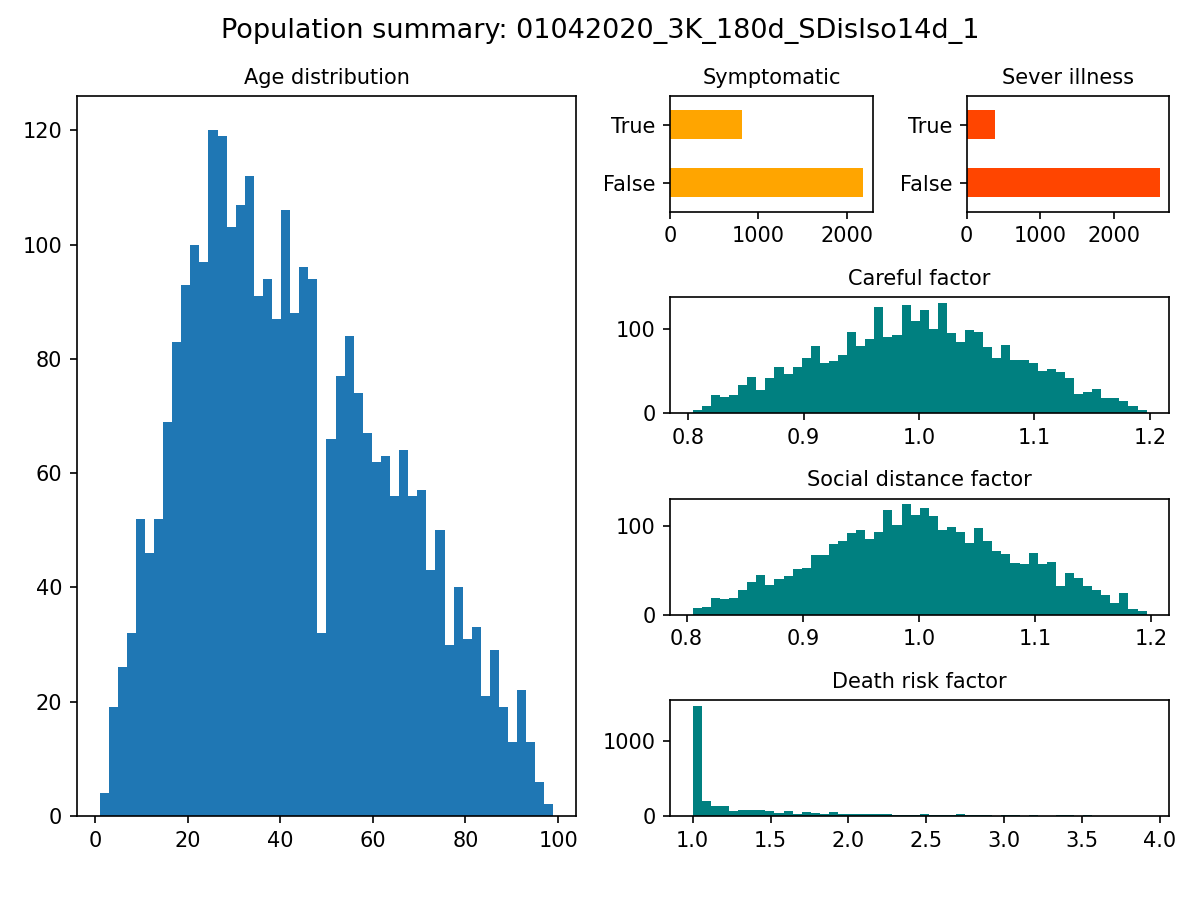 Population summary: 01042020_3K_180d_SDisIso14d_1
Age distribution
120
100
80
60
40
20
0
0 20 40 60 80 100
Symptomatic
True
False
0 1000 2000
Sever illness
True
False
0 1000 2000
Careful factor
100
0
0.8 0.9 1.0 1.1 1.2
Social distance factor
100
0
0.8 0.9 1.0 1.1 1.2
Death risk factor
1000
0
1.0 1.5 2.0 2.5 3.0 3.5 4.0